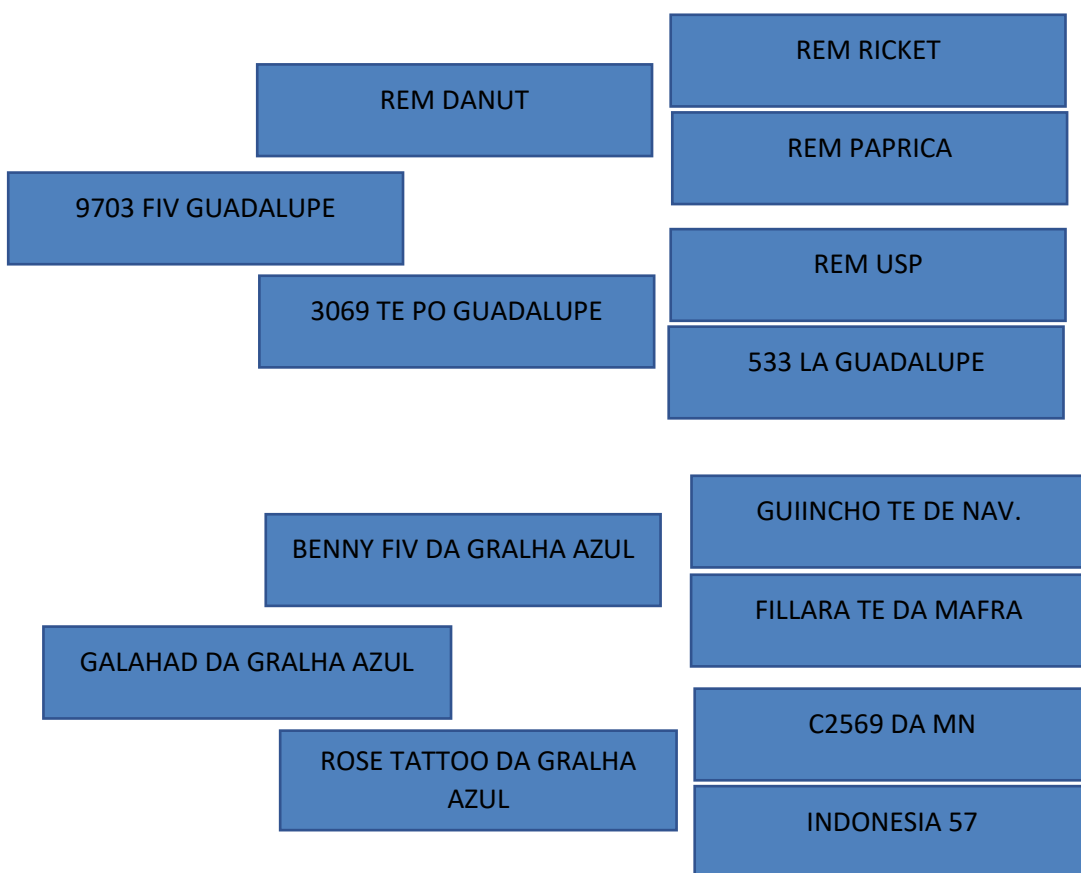 REM RICKET
REM DANUT
REM PAPRICA
9703 FIV GUADALUPE
REM USP
3069 TE PO GUADALUPE
533 LA GUADALUPE
GUIINCHO TE DE NAV.
BENNY FIV DA GRALHA AZUL
FILLARA TE DA MAFRA
GALAHAD DA GRALHA AZUL
C2569 DA MN
ROSE TATTOO DA GRALHA
AZUL
INDONESIA 57